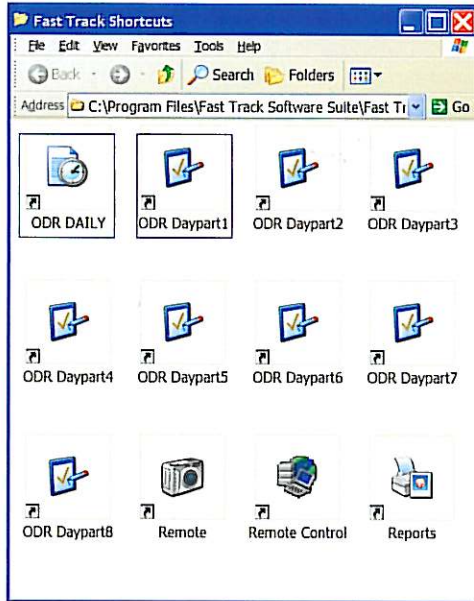 Fast Track Shortcuts
File Edit View Favorites Tools Help
Back Search Folders
Address C:\Program Files\Fast Track Software Suite\Fast Tr Go
ODR DAILY ODR Daypart1 ODR Daypart2 ODR Daypart3
ODR Daypart4 ODR Daypart5 ODR Daypart6 ODR Daypart7
ODR Daypart8 Remote Remote Control Reports